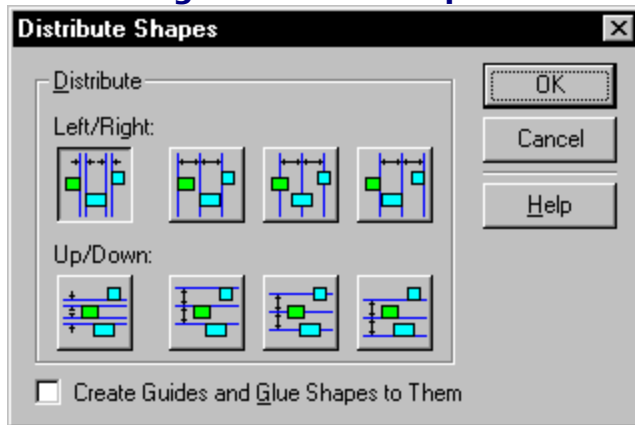 Distribute Shapes
Distribute
OK
Left/Right:
Cancel
Help
Up/Down:
Create Guides and Glue Shapes to Them